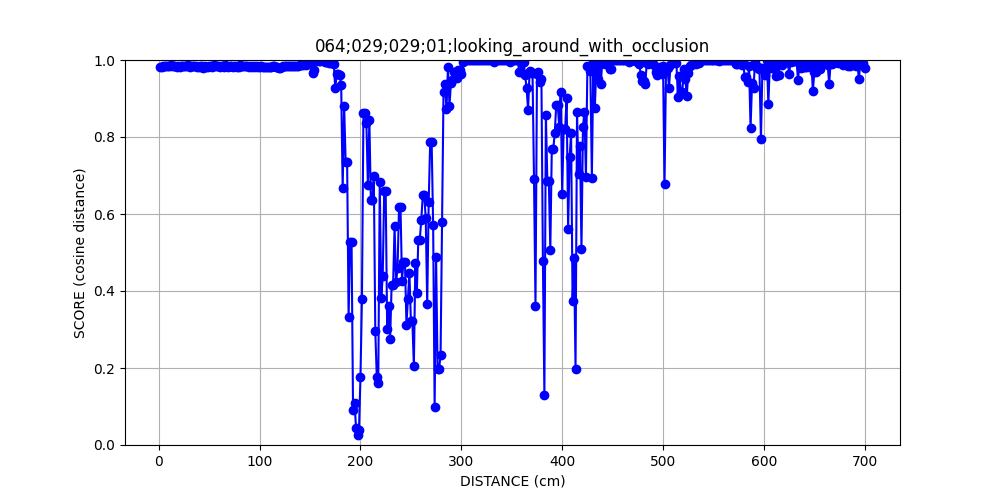 064;029;029;01;looking_around_with_occlusion
1.0
0.8
0.6
0.4
0.2
0.0
SCORE (cosine distance)
0 100 200 300 400 500 600 700
DISTANCE (cm)